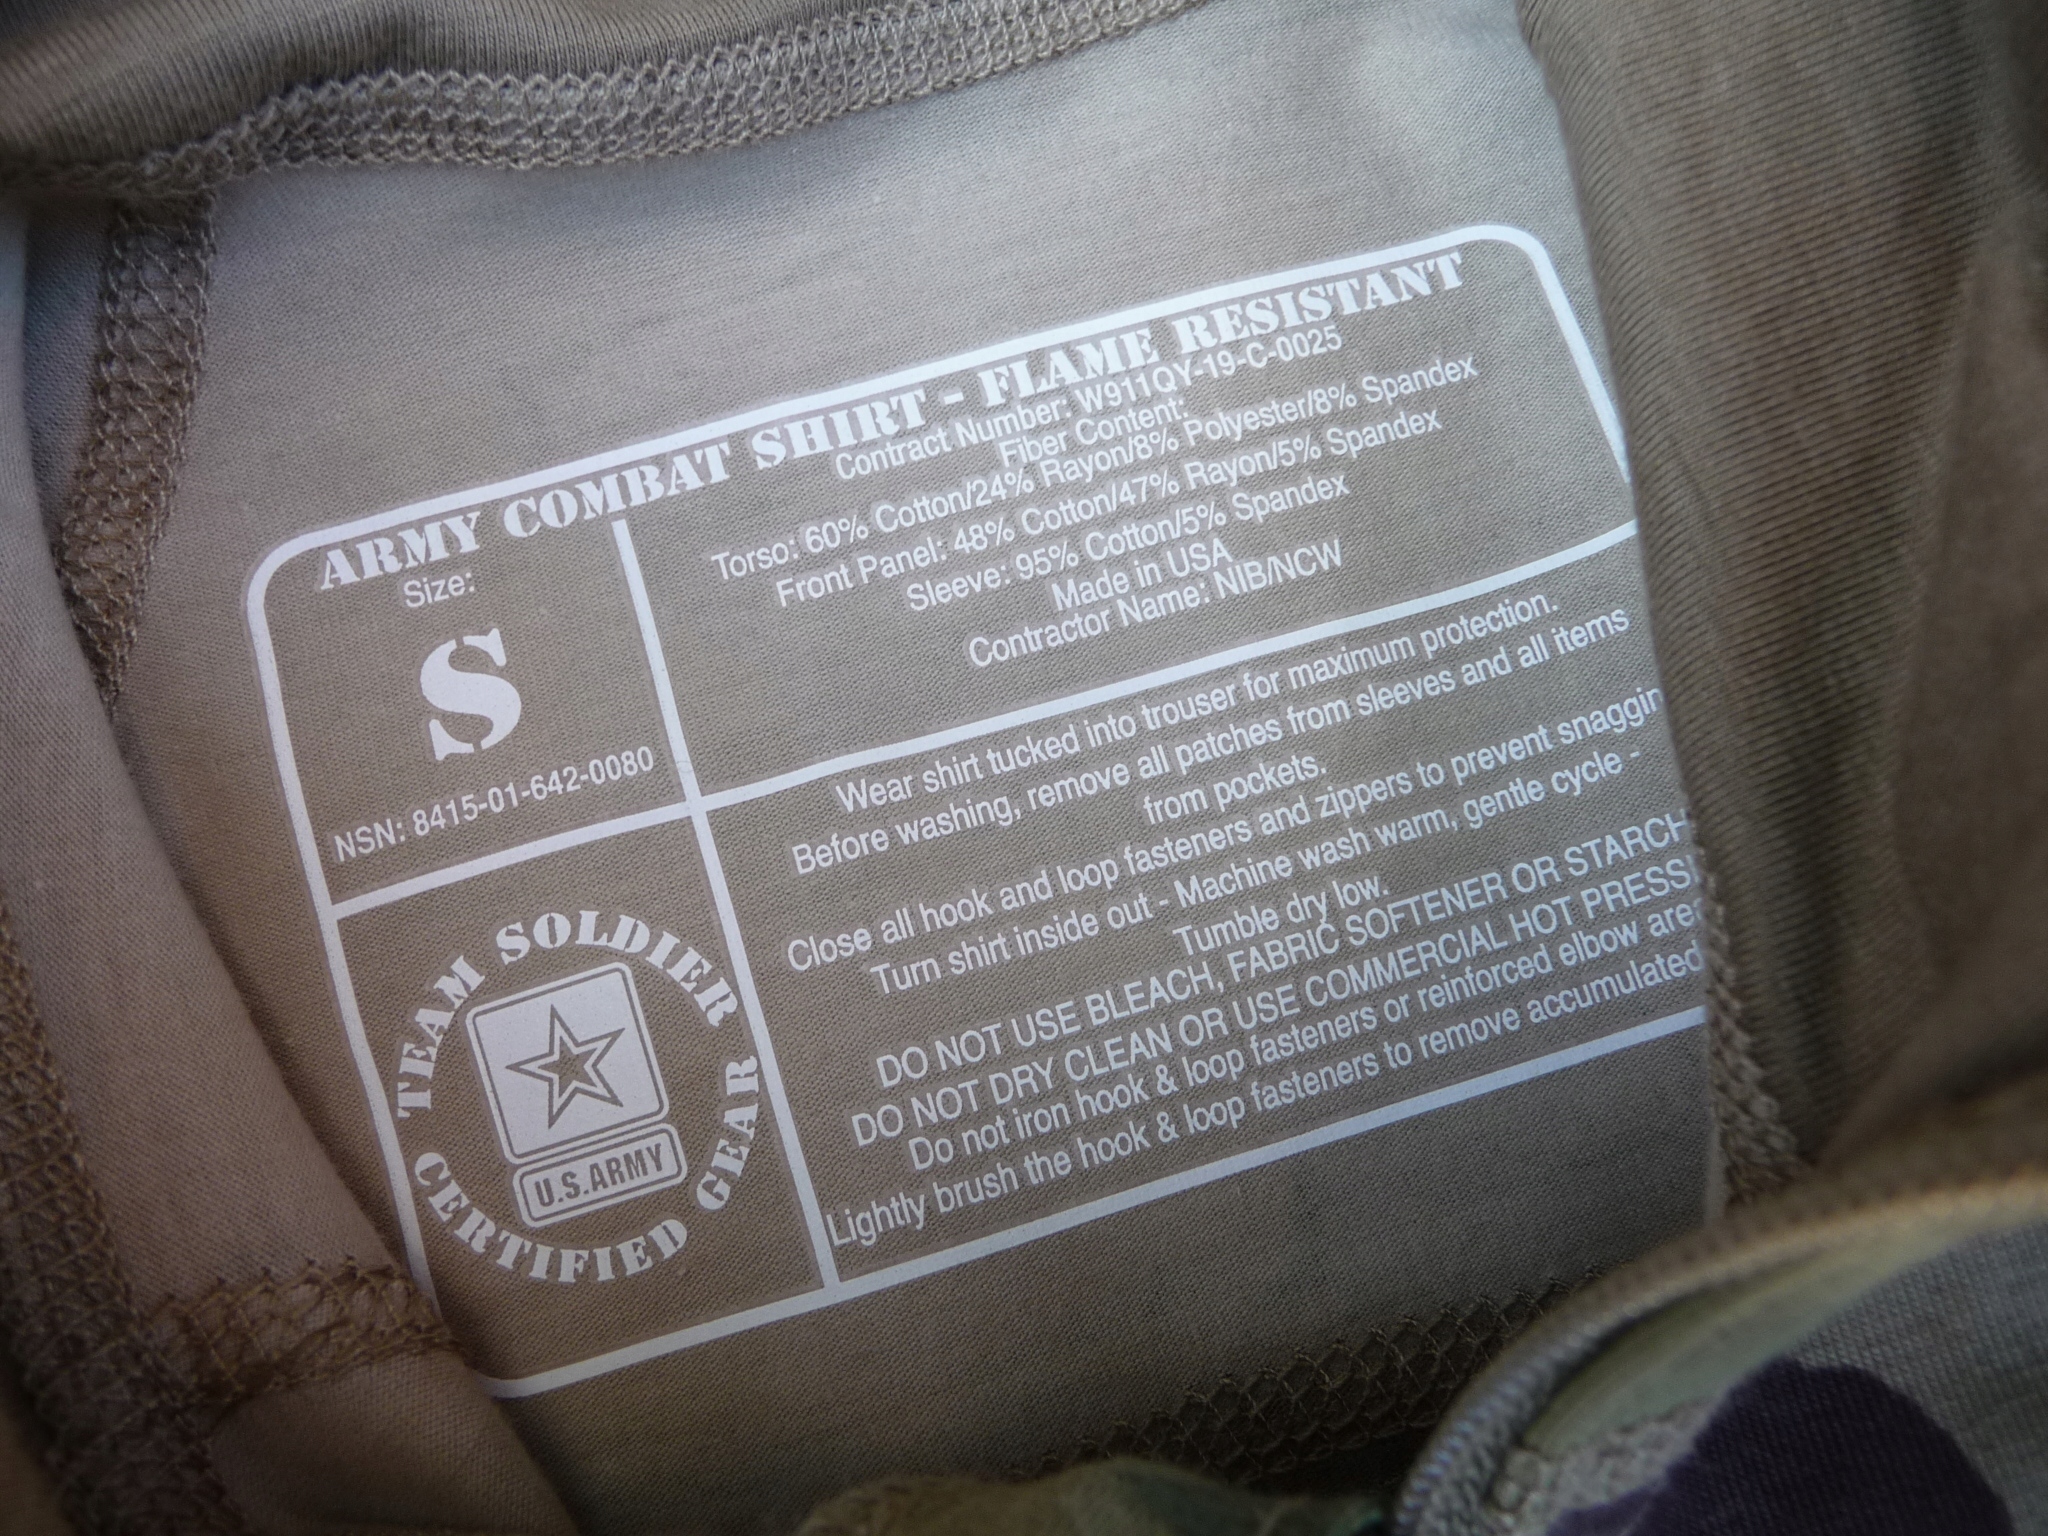 ARMY COMBAT SHIRT - FLAME RESISTANT
Size:
S
NSN: 8415-01-642-0080
Contract Number: W911QY-19-C-0025
Fiber Content:
Torso: 60% Cotton/24% Rayon/8% Polyester/8% Spandex
Front Panel: 48% Cotton/47% Rayon/5% Spandex
Sleeve: 95% Cotton/5% Spandex
Made in USA
Contractor Name: NIB/NCW
TEAM SOLDIER
CERTIFIED GEAR
U.S.ARMY
Wear shirt tucked into trouser for maximum protection.
Before washing, remove all patches from sleeves and all items
from pockets.
Close all hook and loop fasteners and zippers to prevent
Turn shirt inside out - Machine wash warm, gentle cycle -
Tumble dry low.
DO NOT USE BLEACH, FABRIC SOFTENER OR STARCH
DO NOT DRY CLEAN OR USE COMMERCIAL HOT
Do not iron hook & loop fasteners or reinforced elbow
Lightly brush the hook & loop fasteners to remove accumulated